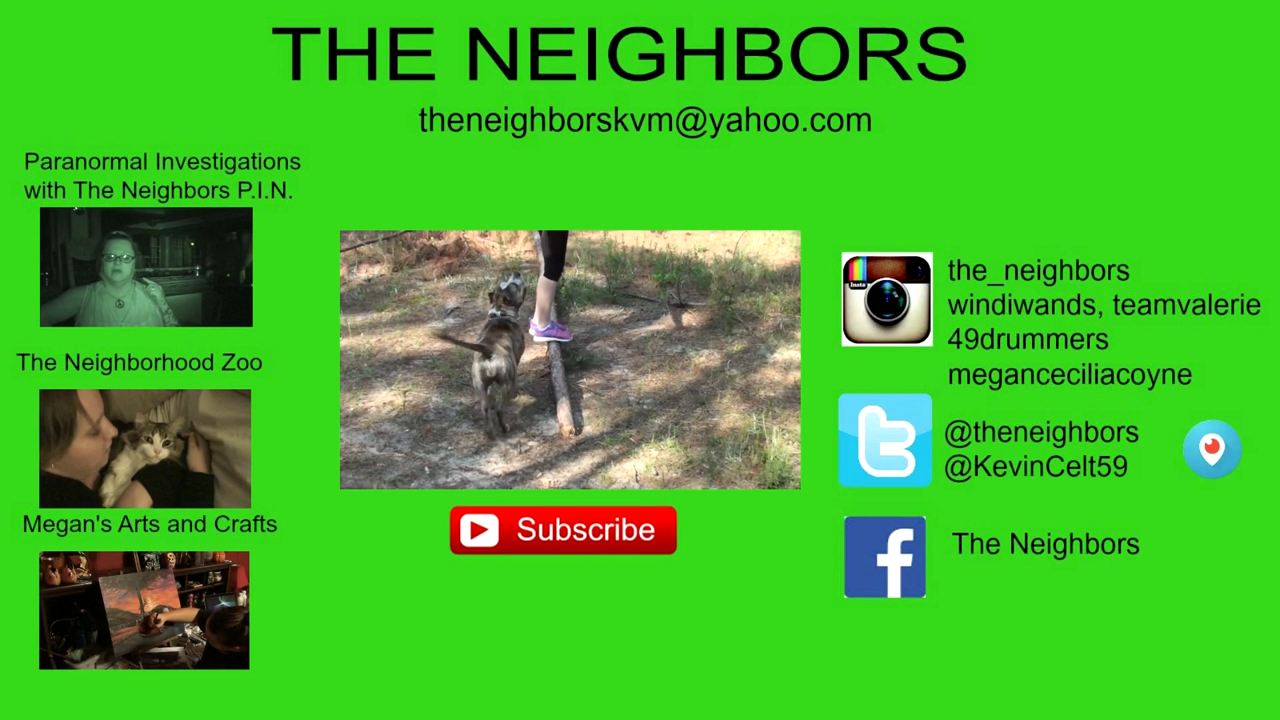 THE NEIGHBORS
theneighborskvm@yahoo.com
Paranormal Investigations
with The Neighbors P.I.N.
The Neighborhood Zoo
Megan's Arts and Crafts
Subscribe
Insta
the_neighbors
windiwands, teamvalerie
49drummers
meganceciliacoyne
@theneighbors
@KevinCelt59
The Neighbors